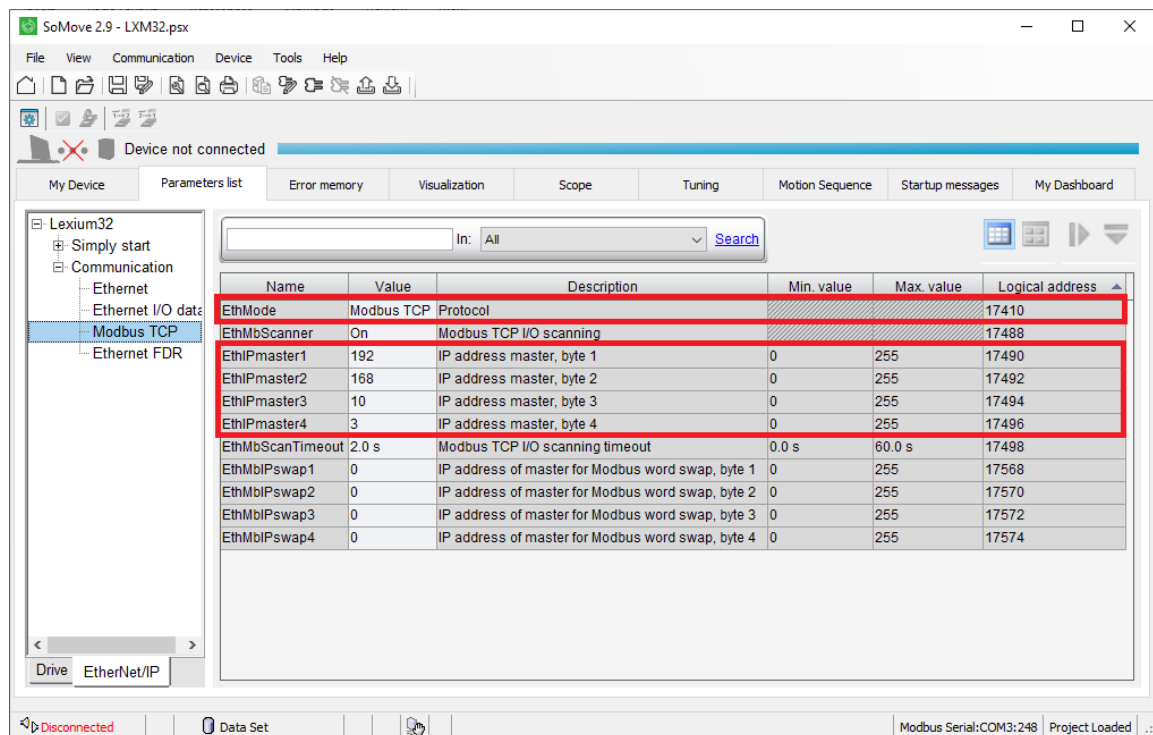 SoMove 2.9 - LXM32.psx
File View Communication Device Tools Help
Device not connected
My Device Parameters list Error memory Visualization Scope Tuning Motion Sequence Startup messages My Dashboard
Lexium32
Simply start
Communication
Ethernet
Ethernet I/O data
Modbus TCP
Ethernet FDR
Drive EtherNet/IP
In: All Search
Name Value Description Min. value Max. value Logical address
EthMode Modbus TCP Protocol 17410
EthMbScanner On Modbus TCP I/O scanning 17488
EthIPmaster1 192 IP address master, byte 1 0 255 17490
EthIPmaster2 168 IP address master, byte 2 0 255 17492
EthIPmaster3 10 IP address master, byte 3 0 255 17494
EthIPmaster4 3 IP address master, byte 4 0 255 17496
EthMbScanTimeout 2.0 s Modbus TCP I/O scanning timeout 0.0 s 60.0 s 17498
EthMbIPswap1 0 IP address of master for Modbus word swap, byte 1 0 255 17568
EthMbIPswap2 0 IP address of master for Modbus word swap, byte 2 0 255 17570
EthMbIPswap3 0 IP address of master for Modbus word swap, byte 3 0 255 17572
EthMbIPswap4 0 IP address of master for Modbus word swap, byte 4 0 255 17574
Disconnected Data Set Modbus Serial:COM3:248 Project Loaded